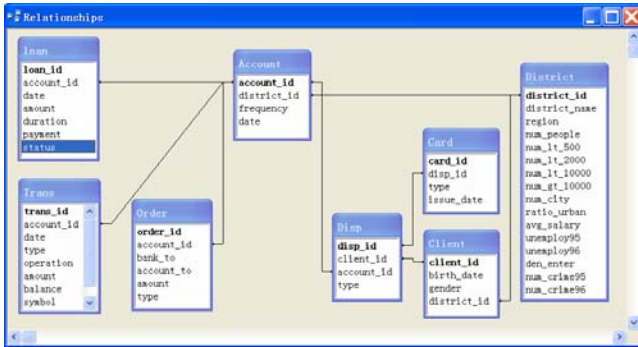 Relationships
loan
loan_id
account_id
date
amount
duration
payment
status
Trans
trans_id
account_id
date
type
operation
amount
balance
symbol
Order
order_id
account_id
bank_to
account_to
amount
type
Account
account_id
district_id
frequency
date
Disp
disp_id
client_id
account_id
type
Card
card_id
disp_id
type
issue_date
Client
client_id
birth_date
gender
district_id
District
district_id
district_name
region
num_people
num_lt_500
num_lt_2000
num_lt_10000
num_gt_10000
num_city
ratio_urban
avg_salary
unemploy95
unemploy96
den_enter
num_crime95
num_crime96